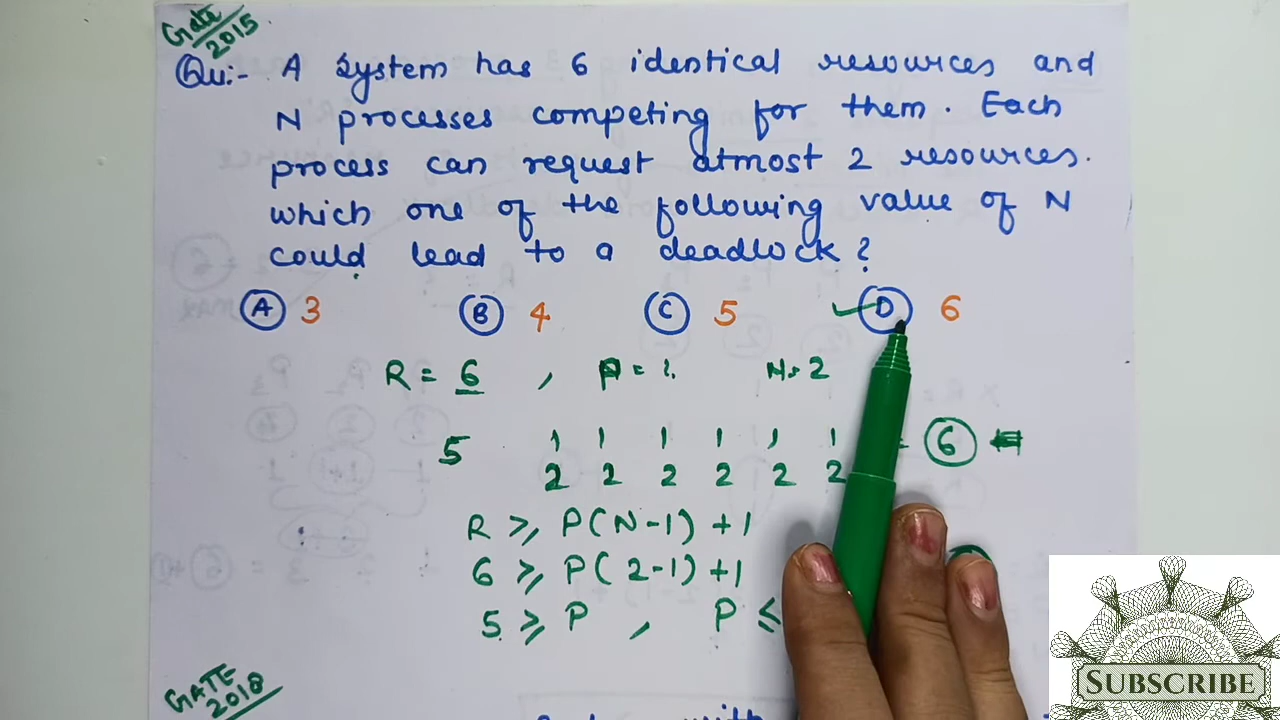 Gate
2015
Qui:- A system has 6 identical resources and
N processes competing for them. Each
process can request atmost 2 resources.
which one of the following value of N
could lead to a deadlock?
A 3 B 4 C 5 D 6
R = 6 , P = ? N = 2
5 1 1 1 1 1 1 = 6
2 2 2 2 2 2
R ≥ P(N-1) +1
6 ≥ P(2-1) +1
5 ≥ P , P ≤
SUBSCRIBE
GATE
2018
with